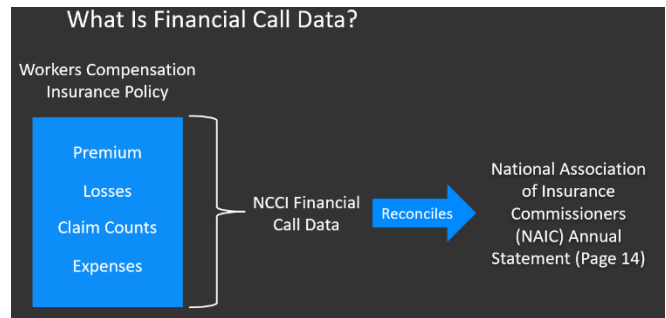 What Is Financial Call Data?
Workers Compensation
Insurance Policy
Premium
Losses
Claim Counts
Expenses
NCCI Financial
Call Data
Reconciles
National Association
of Insurance
Commissioners
(NAIC) Annual
Statement (Page 14)